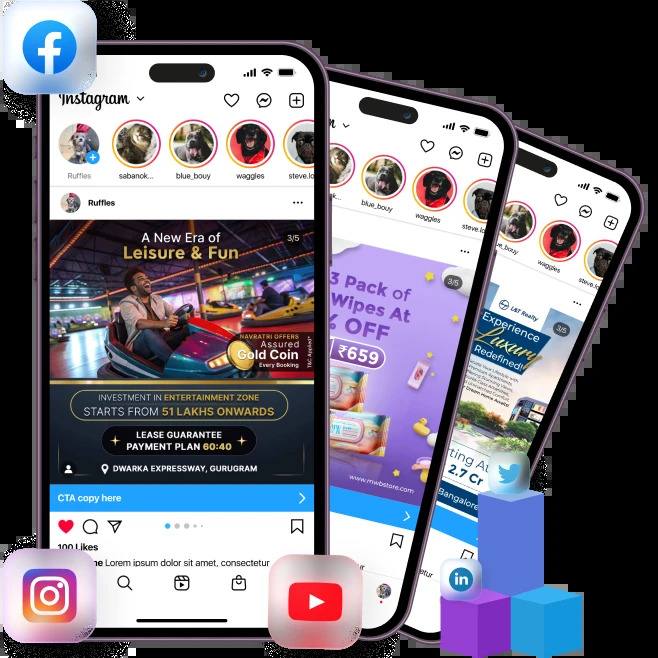 Instagram
Ruffles
sabanok...
blue_bouy
waggles
steve.lo
Ruffles
A New Era of
Leisure & Fun
3/5
NAVRATRI OFFERS
Assured
Gold Coin
Every Booking
T&C Applied*
INVESTMENT IN ENTERTAINMENT ZONE
STARTS FROM 51 LAKHS ONWARDS
LEASE GUARANTEE
PAYMENT PLAN 60:40
DWARKA EXPRESSWAY, GURUGRAM
CTA copy here
100 Likes
Lorem ipsum dolor sit amet, consectetur
blue_bouy
waggles
steve.lo
3/5
3 Pack of
Wipes At
% OFF
₹659
www.mwbstore.com
waggles
steve.lo
3/5
L&T Realty
Experience
Luxury
Redefined!
rting At
2.7 Cr
Bangalore
in